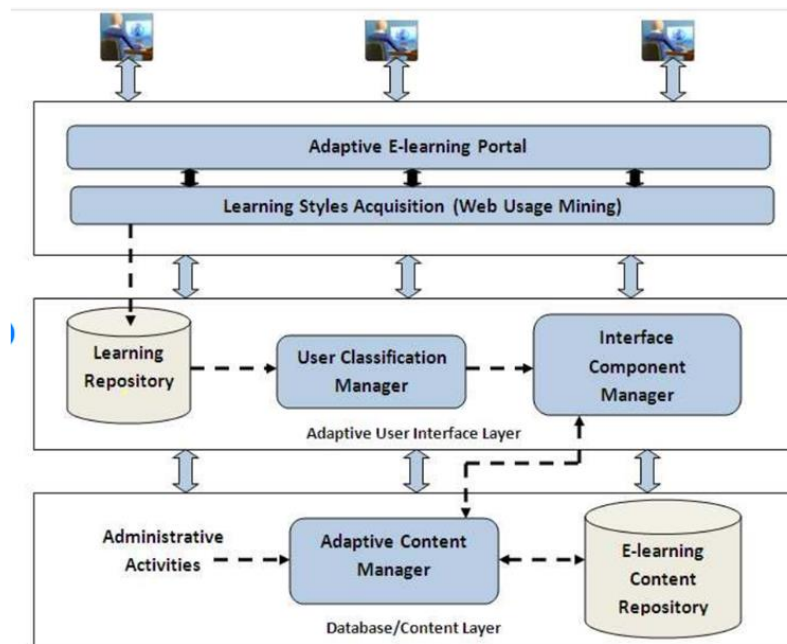 Adaptive E-learning Portal
Learning Styles Acquisition (Web Usage Mining)
Learning
Repository
User Classification
Manager
Interface
Component
Manager
Adaptive User Interface Layer
Administrative
Activities
Adaptive Content
Manager
E-learning
Content
Repository
Database/Content Layer